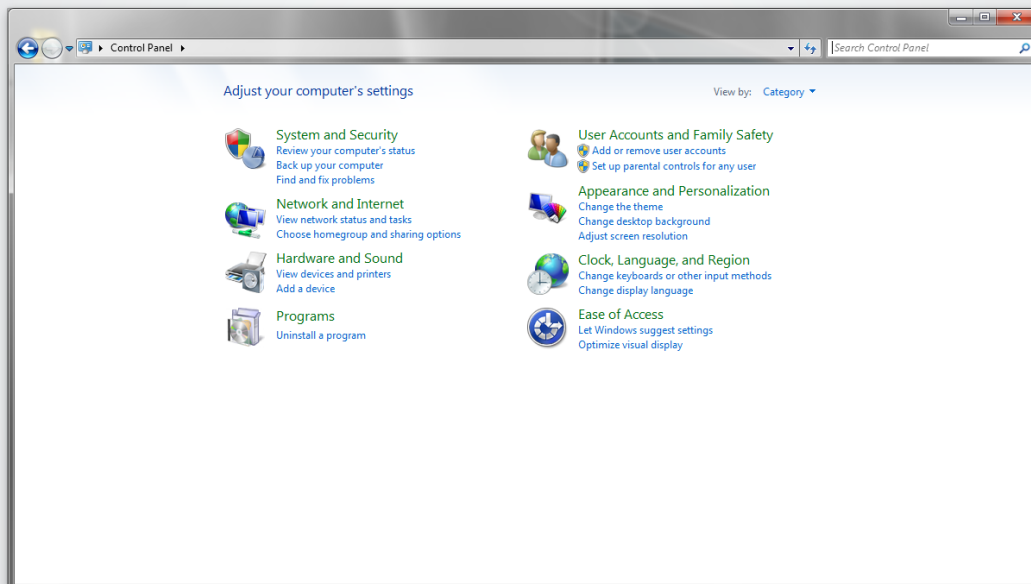 Control Panel
Search Control Panel
Adjust your computer's settings
View by: Category
System and Security
Review your computer's status
Back up your computer
Find and fix problems
Network and Internet
View network status and tasks
Choose homegroup and sharing options
Hardware and Sound
View devices and printers
Add a device
Programs
Uninstall a program
User Accounts and Family Safety
Add or remove user accounts
Set up parental controls for any user
Appearance and Personalization
Change the theme
Change desktop background
Adjust screen resolution
Clock, Language, and Region
Change keyboards or other input methods
Change display language
Ease of Access
Let Windows suggest settings
Optimize visual display